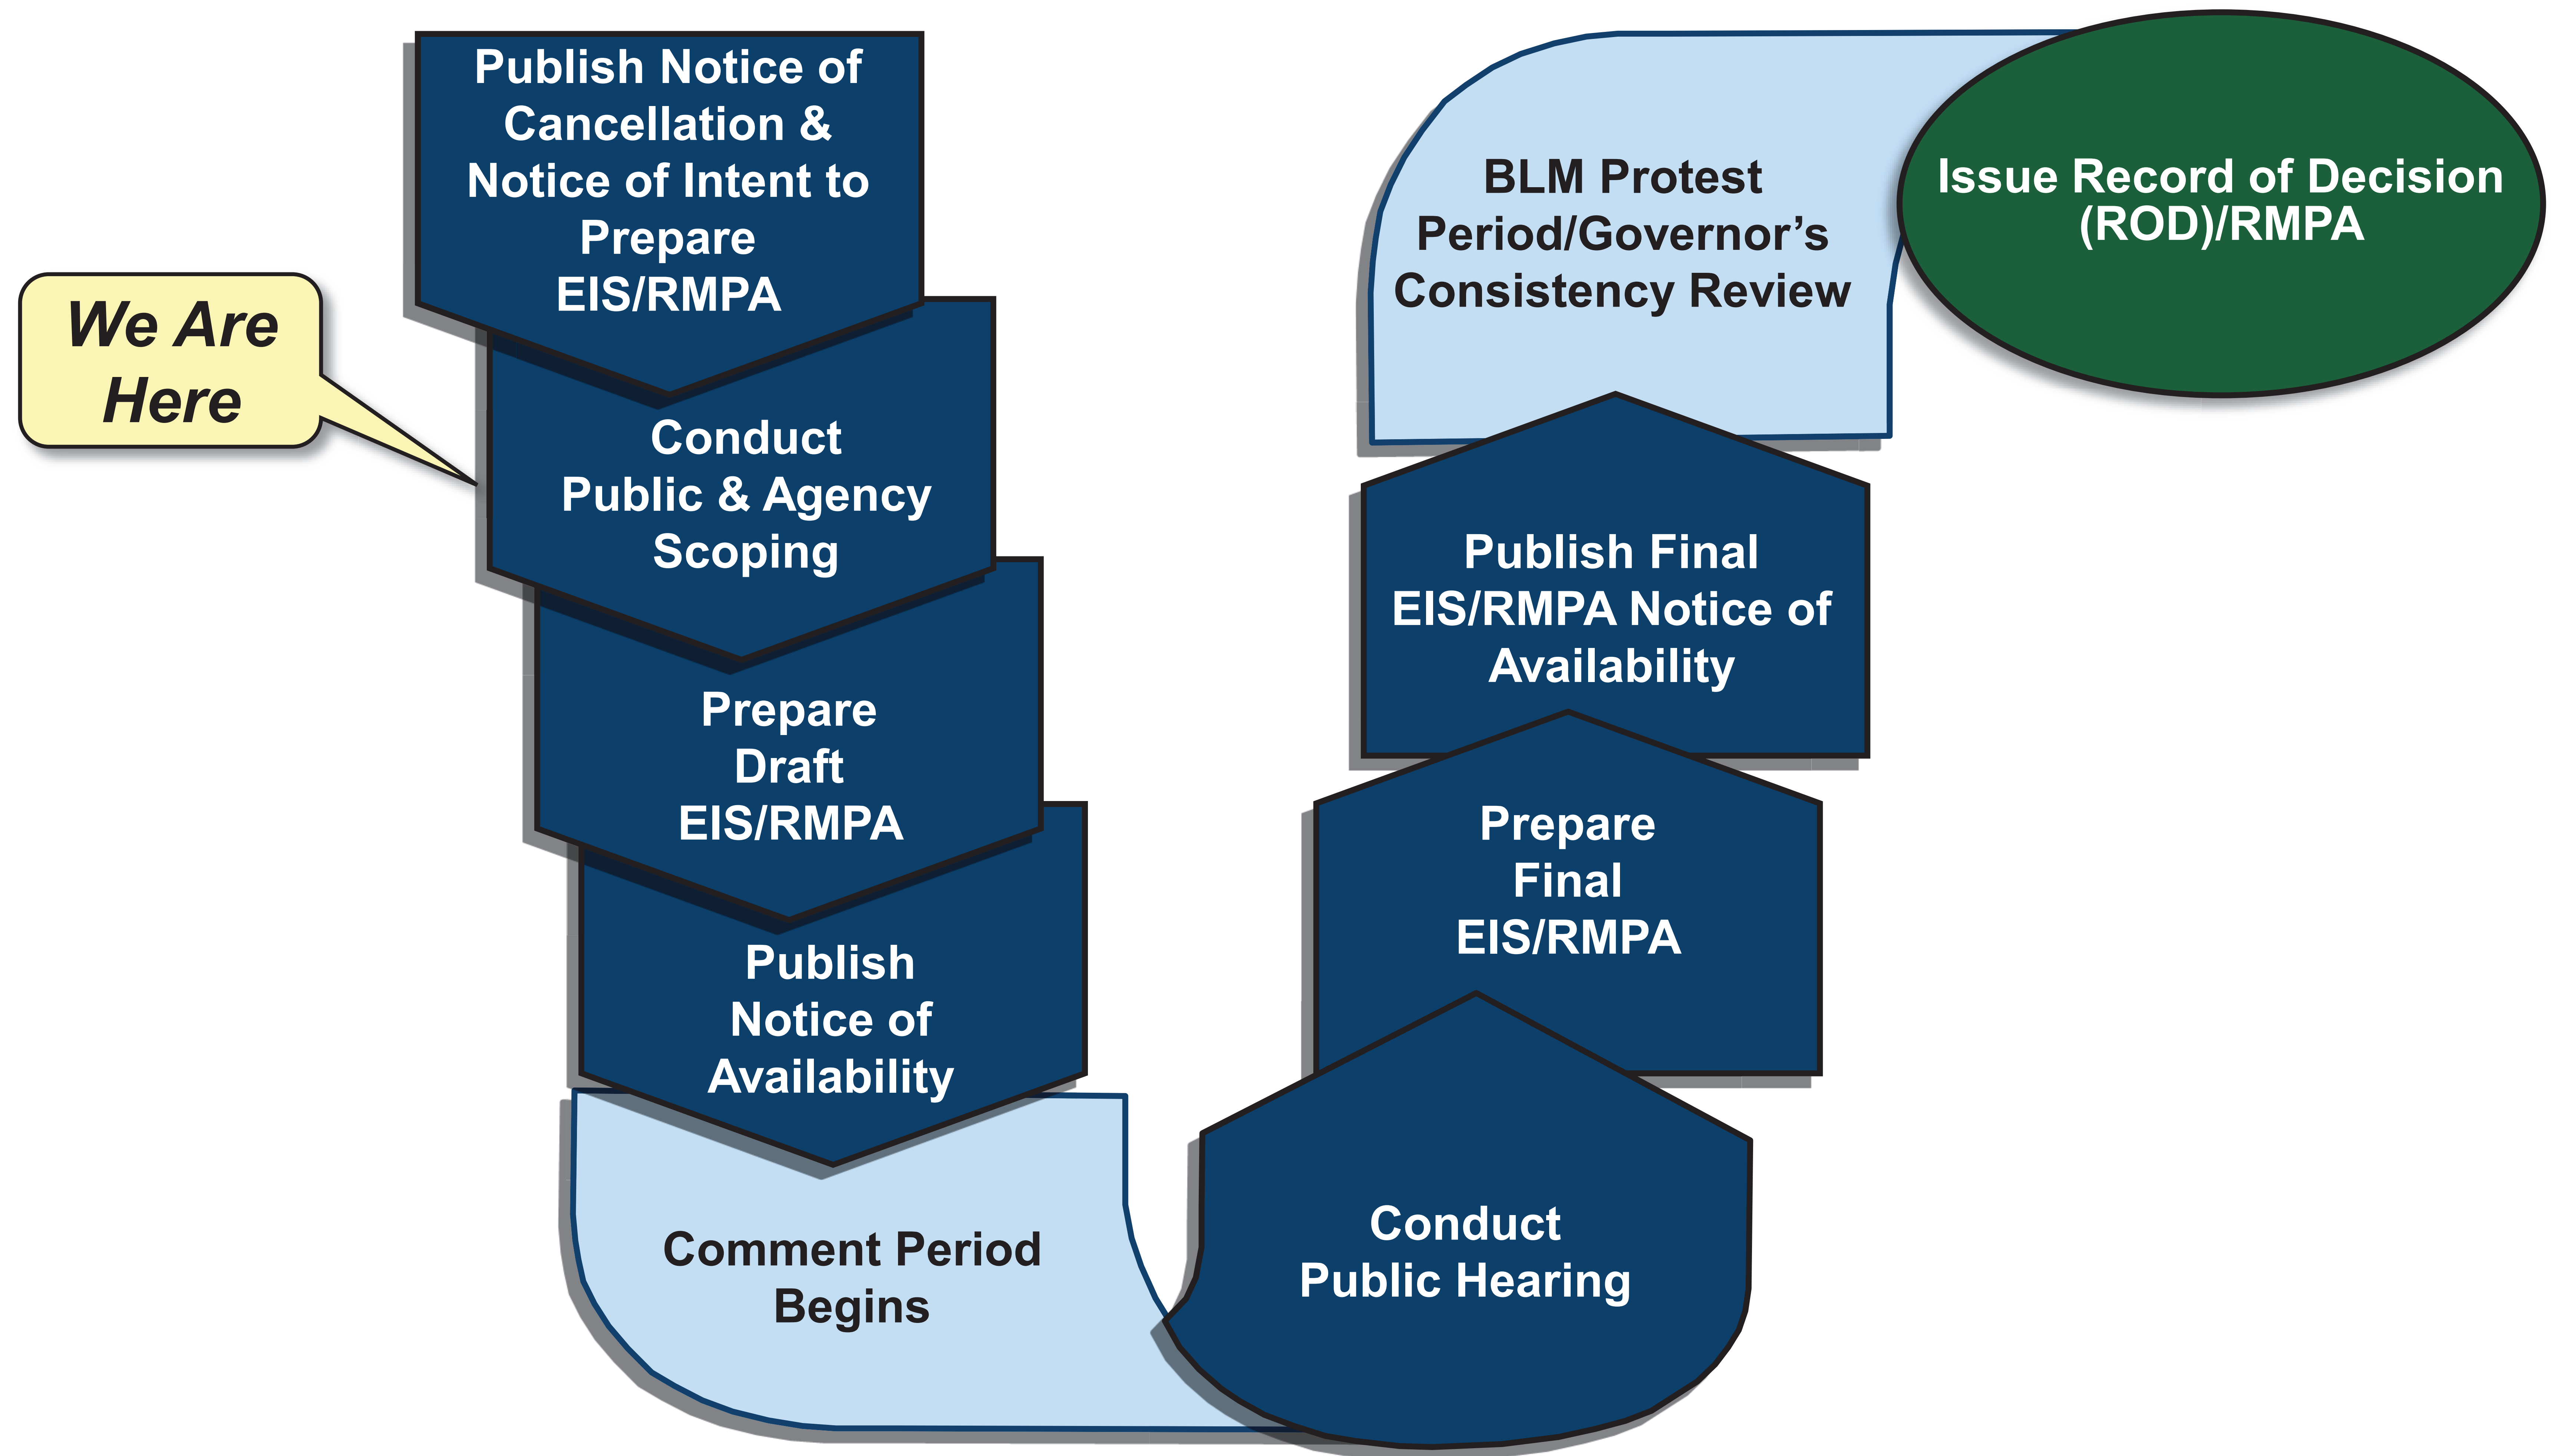 Publish Notice of
Cancellation &
Notice of Intent to
Prepare
EIS/RMPA
We Are
Here
Conduct
Public & Agency
Scoping
Prepare
Draft
EIS/RMPA
Publish
Notice of
Availability
Comment Period
Begins
Conduct
Public Hearing
Prepare
Final
EIS/RMPA
Publish Final
EIS/RMPA Notice of
Availability
BLM Protest
Period/Governor’s
Consistency Review
Issue Record of Decision
(ROD)/RMPA